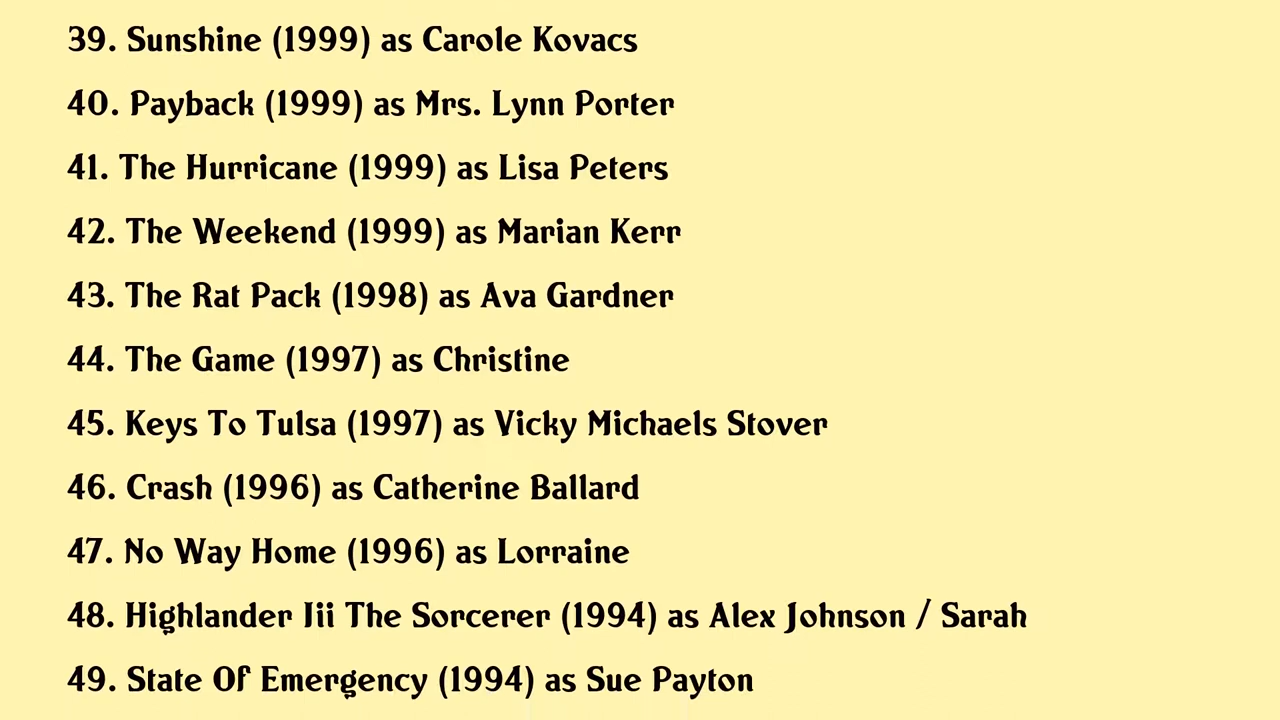 39. Sunshine (1999) as Carole Kovacs
40. Payback (1999) as Mrs. Lynn Porter
41. The Hurricane (1999) as Lisa Peters
42. The Weekend (1999) as Marian Kerr
43. The Rat Pack (1998) as Ava Gardner
44. The Game (1997) as Christine
45. Keys To Tulsa (1997) as Vicky Michaels Stover
46. Crash (1996) as Catherine Ballard
47. No Way Home (1996) as Lorraine
48. Highlander Iii The Sorcerer (1994) as Alex Johnson / Sarah
49. State Of Emergency (1994) as Sue Payton